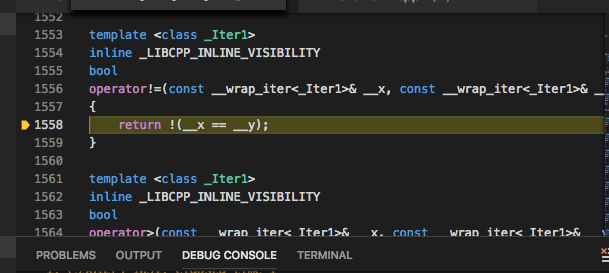 1552
1553 template <class _Iter1>
1554 inline _LIBCPP_INLINE_VISIBILITY
1555 bool
1556 operator!=(const __wrap_iter<_Iter1>& __x, const __wrap_iter<_Iter1>& _
1557 {
1558 return !(__x == __y);
1559 }
1560
1561 template <class _Iter1>
1562 inline _LIBCPP_INLINE_VISIBILITY
1563 bool
1564 operator>(const __wrap_iter<_Iter1>& __x, const __wrap_iter<_Iter1>&
PROBLEMS OUTPUT DEBUG CONSOLE TERMINAL